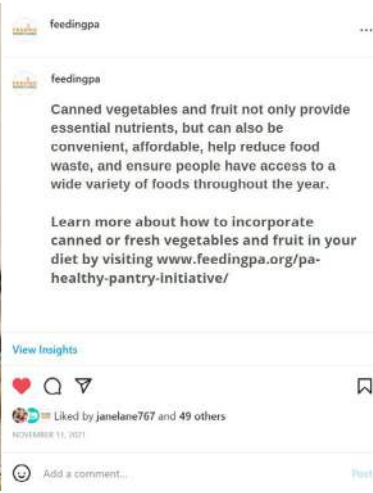 feedingpa
feedingpa
Canned vegetables and fruit not only provide
essential nutrients, but can also be
convenient, affordable, help reduce food
waste, and ensure people have access to a
wide variety of foods throughout the year.
Learn more about how to incorporate
canned or fresh vegetables and fruit in your
diet by visiting www.feedingpa.org/pa-
healthy-pantry-initiative/
View Insights
Liked by janelane767 and 49 others
NOVEMBER 11, 2021
Add a comment...
Post